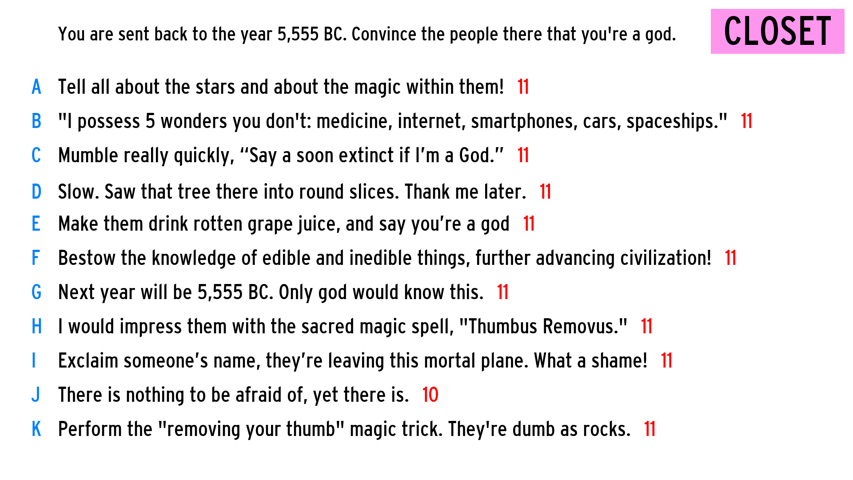 You are sent back to the year 5,555 BC. Convince the people there that you're a god.
CLOSET
A Tell all about the stars and about the magic within them! 11
B "I possess 5 wonders you don't: medicine, internet, smartphones, cars, spaceships." 11
C Mumble really quickly, “Say a soon extinct if I’m a God.” 11
D Slow. Saw that tree there into round slices. Thank me later. 11
E Make them drink rotten grape juice, and say you’re a god 11
F Bestow the knowledge of edible and inedible things, further advancing civilization! 11
G Next year will be 5,555 BC. Only god would know this. 11
H I would impress them with the sacred magic spell, "Thumbus Removus." 11
I Exclaim someone’s name, they’re leaving this mortal plane. What a shame! 11
J There is nothing to be afraid of, yet there is. 10
K Perform the "removing your thumb" magic trick. They're dumb as rocks. 11